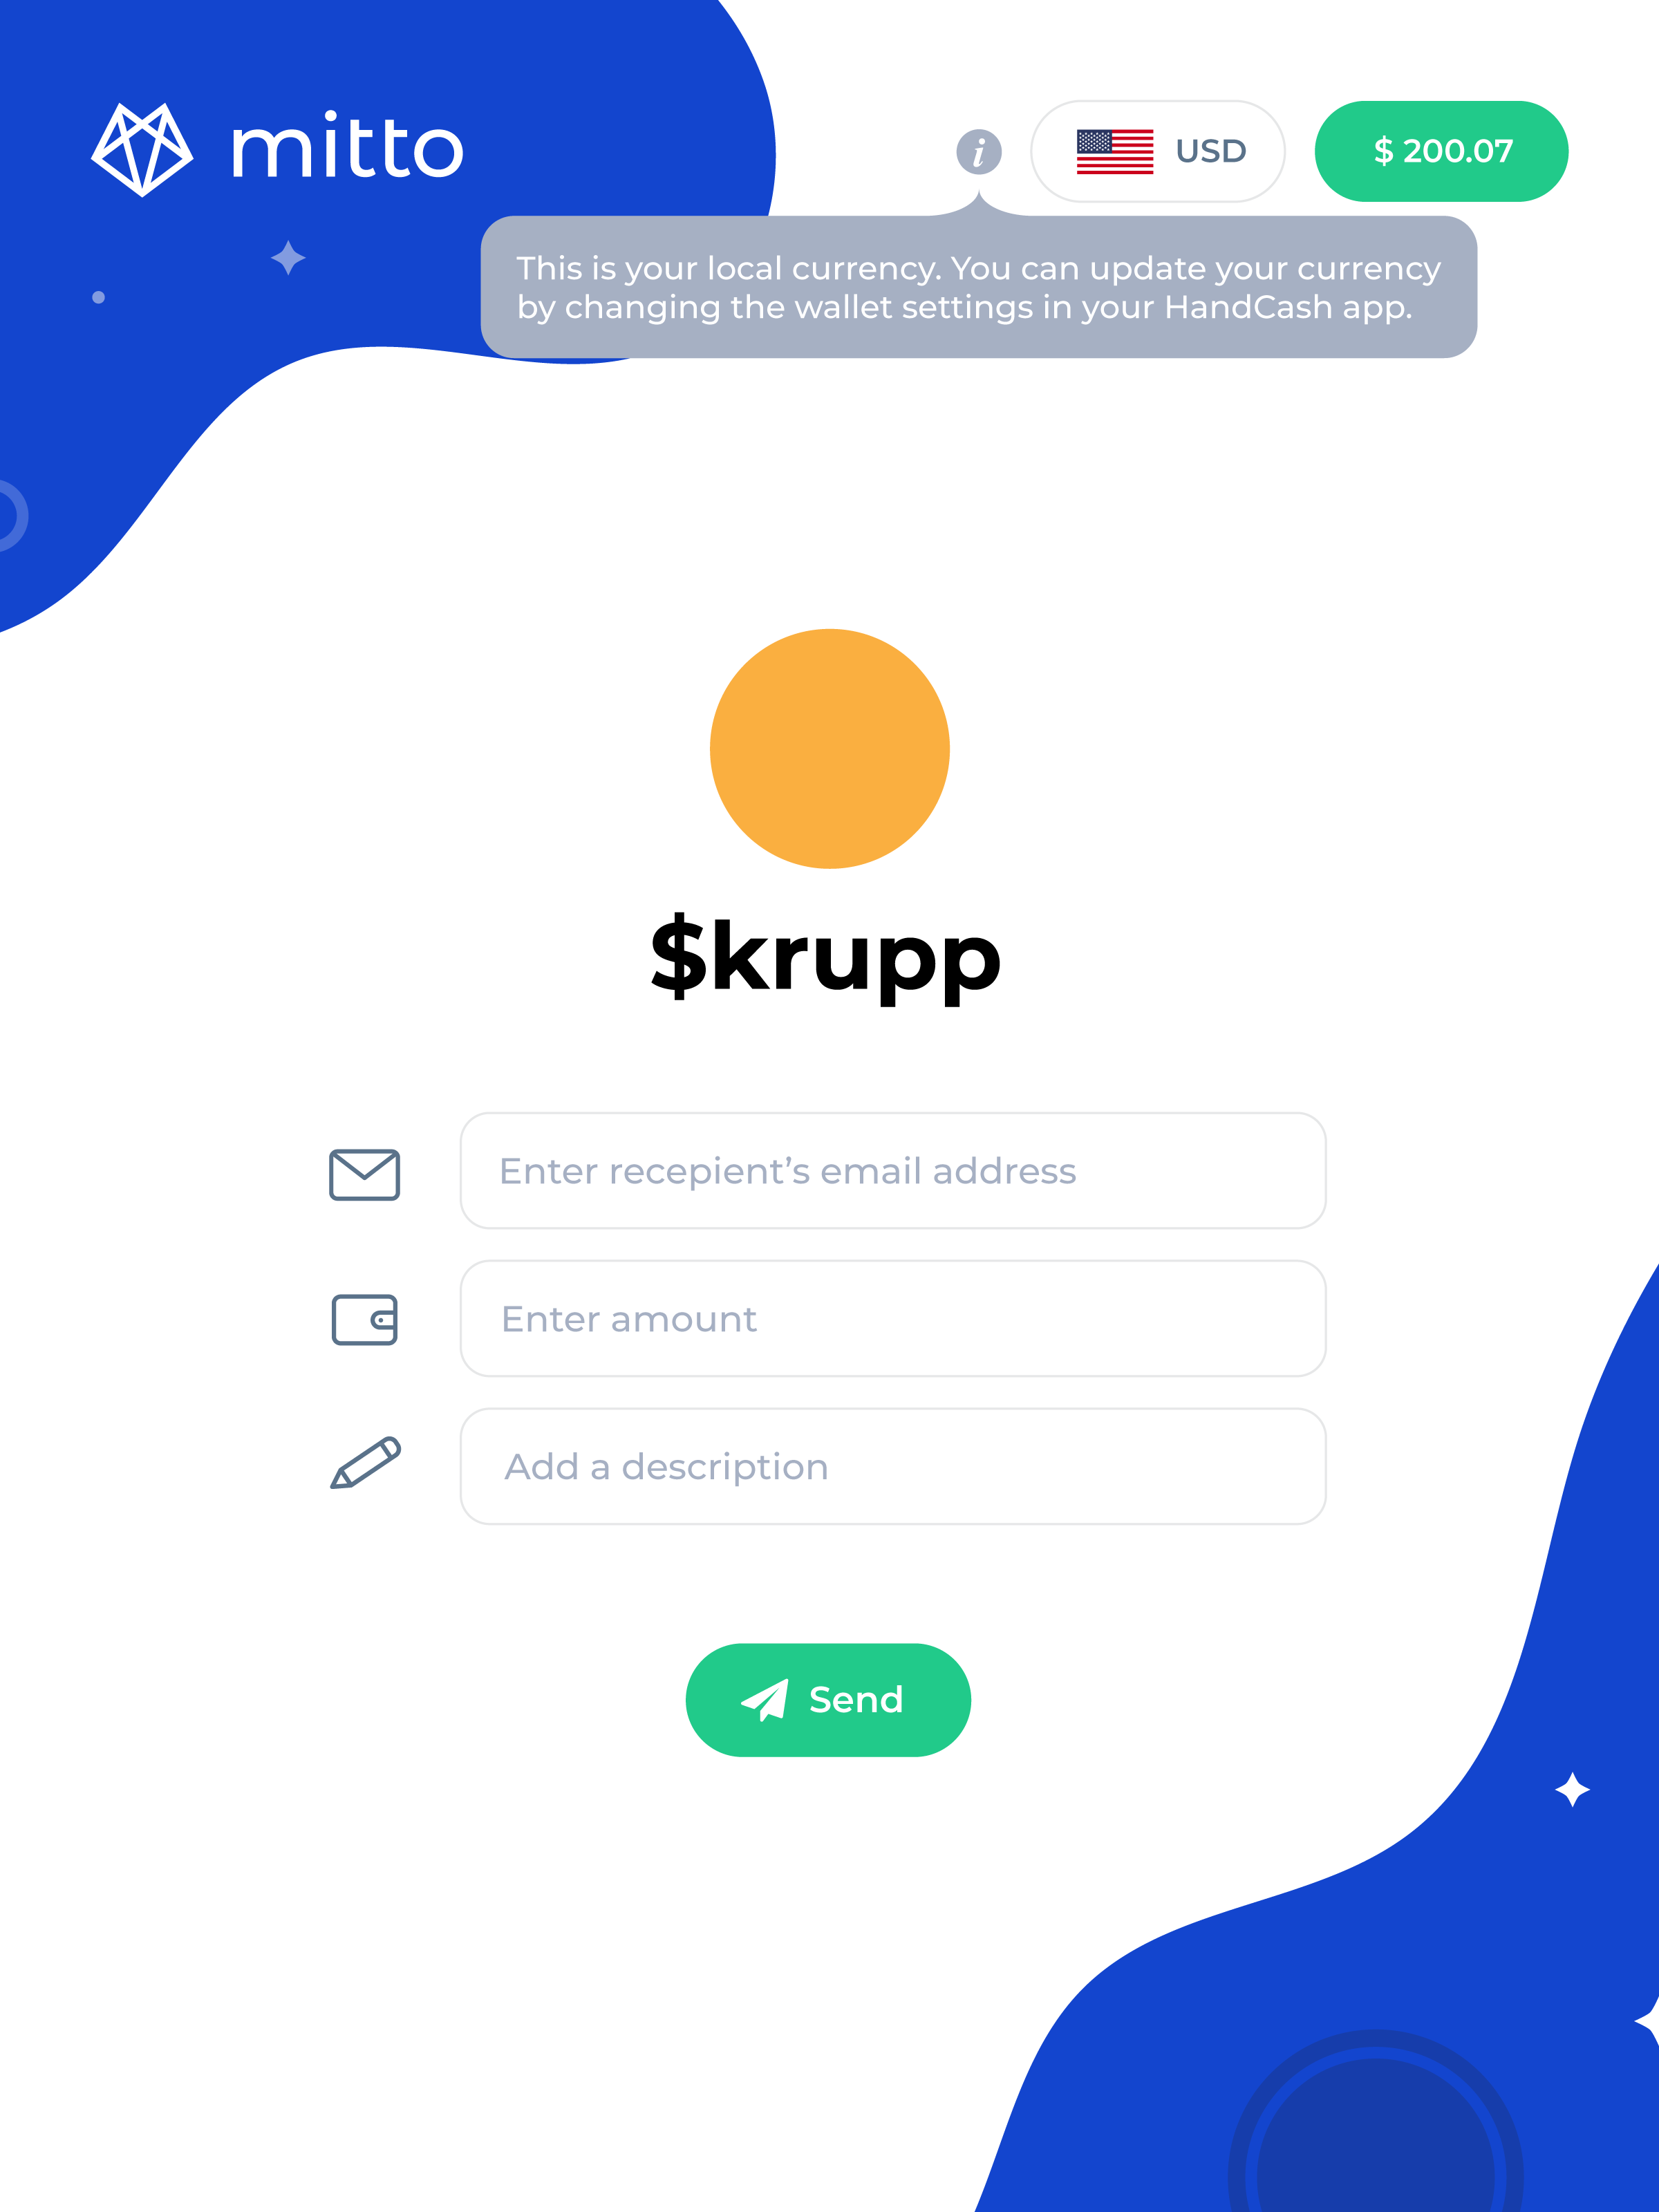 mitto
i
USD
$ 200.07
This is your local currency. You can update your currency
by changing the wallet settings in your HandCash app.
$krupp
Enter recepient’s email address
Enter amount
Add a description
Send